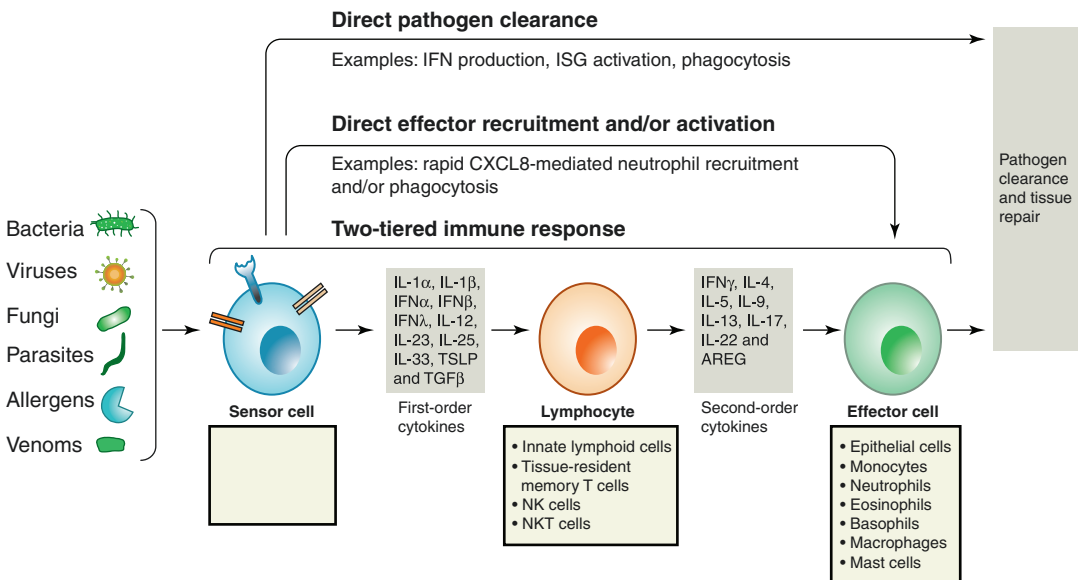 Direct pathogen clearance
Examples: IFN production, ISG activation, phagocytosis
Direct effector recruitment and/or activation
Examples: rapid CXCL8-mediated neutrophil recruitment
and/or phagocytosis
Two-tiered immune response
Bacteria
Viruses
Fungi
Parasites
Allergens
Venoms
Sensor cell
IL-1α, IL-1β,
IFNα, IFNβ,
IFNλ, IL-12,
IL-23, IL-25,
IL-33, TSLP
and TGFβ
First-order
cytokines
Lymphocyte
• Innate lymphoid cells
• Tissue-resident
memory T cells
• NK cells
• NKT cells
IFNγ, IL-4,
IL-5, IL-9,
IL-13, IL-17,
IL-22 and
AREG
Second-order
cytokines
Effector cell
• Epithelial cells
• Monocytes
• Neutrophils
• Eosinophils
• Basophils
• Macrophages
• Mast cells
Pathogen
clearance
and tissue
repair